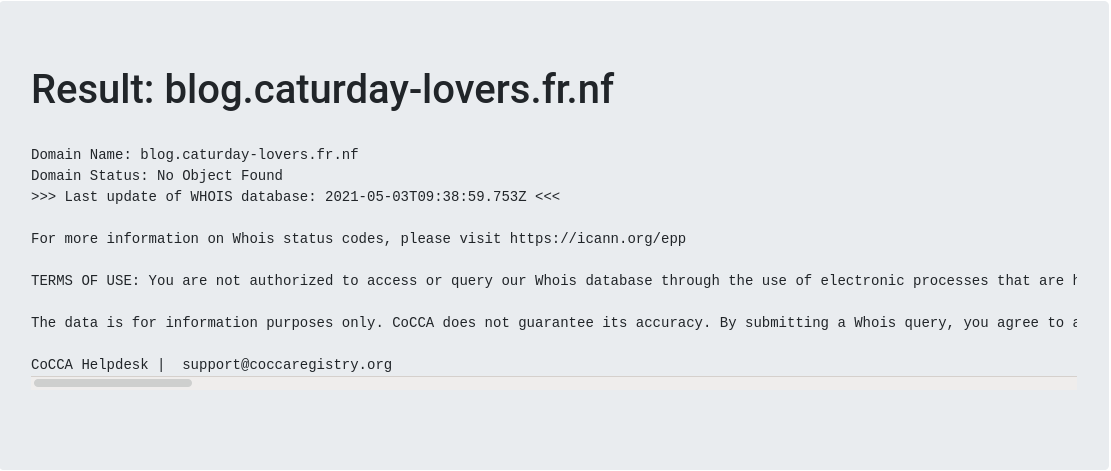 Result: blog.caturday-lovers.fr.nf
Domain Name: blog.caturday-lovers.fr.nf
Domain Status: No Object Found
>>> Last update of WHOIS database: 2021-05-03T09:38:59.753Z <<<
For more information on Whois status codes, please visit https://icann.org/epp
TERMS OF USE: You are not authorized to access or query our Whois database through the use of electronic processes that are
The data is for information purposes only. CoCCA does not guarantee its accuracy. By submitting a Whois query, you agree to
CoCCA Helpdesk | support@coccaregistry.org